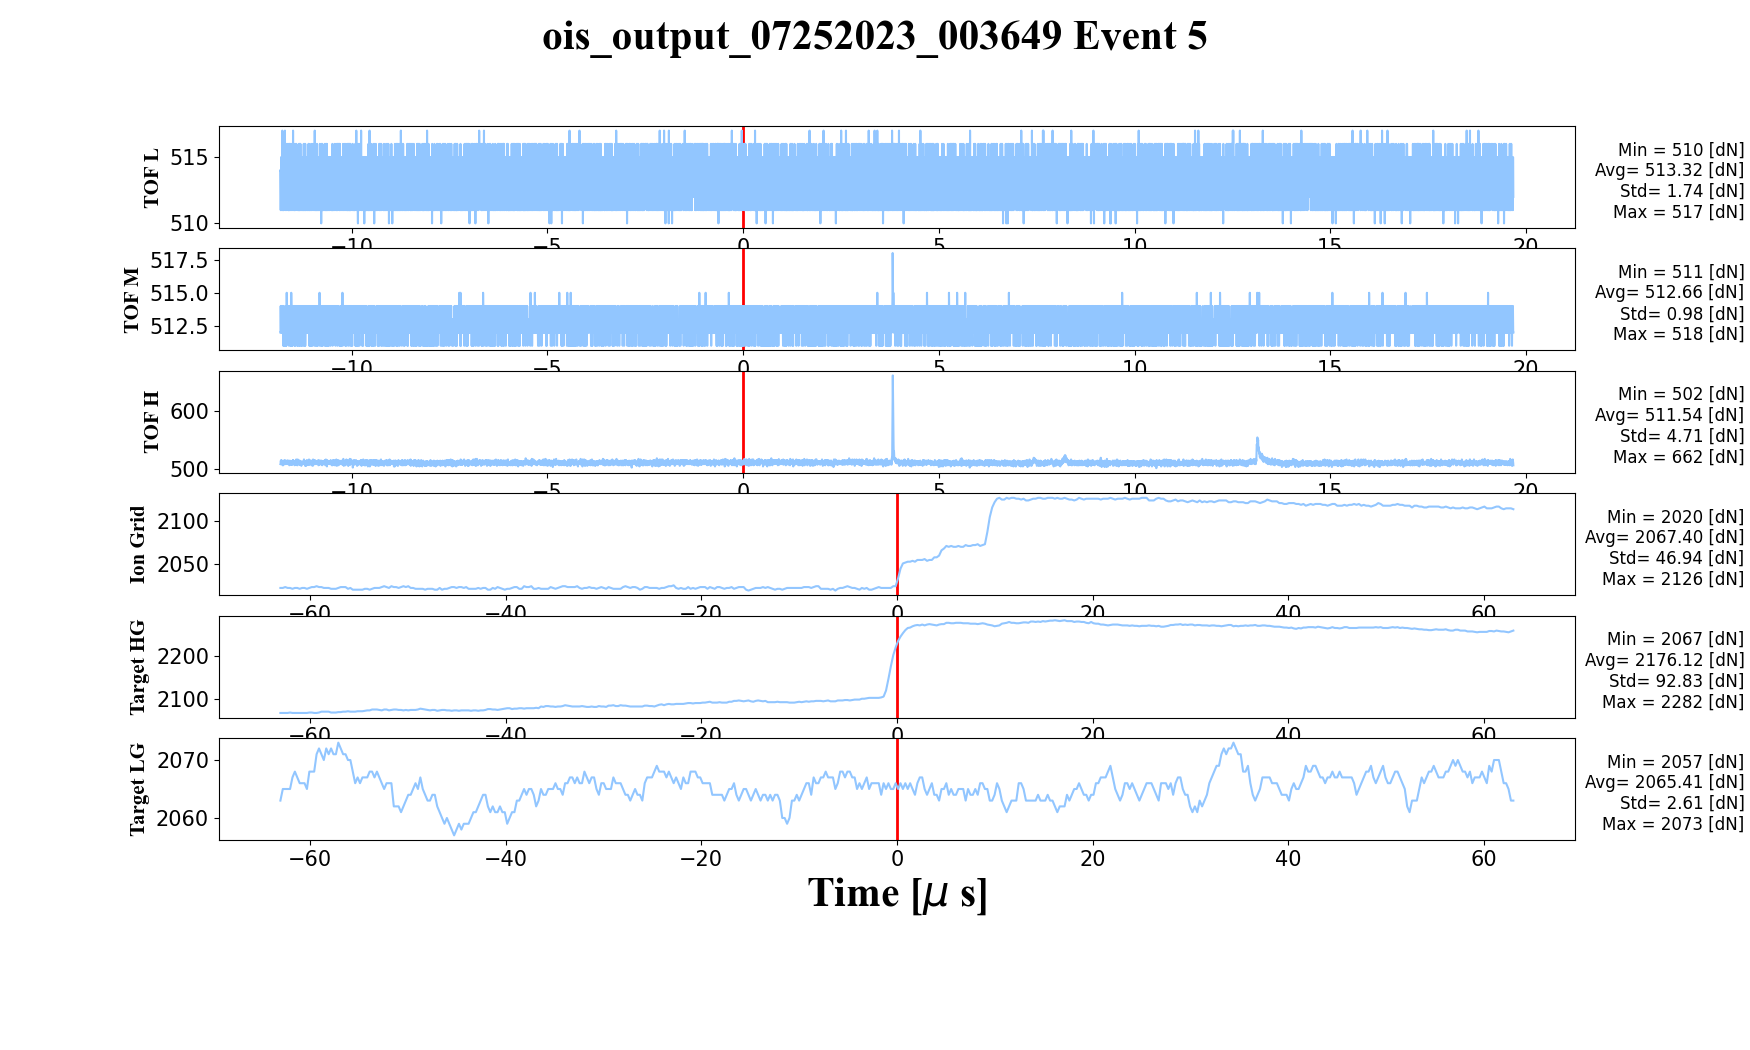 ois_output_07252023_003649 Event 5
TOF L
515
510
−10 −5 0 5 10 15 20
Min = 510 [dN]
Avg= 513.32 [dN]
Std= 1.74 [dN]
Max = 517 [dN]
TOF M
517.5
515.0
512.5
−10 −5 0 5 10 15 20
Min = 511 [dN]
Avg= 512.66 [dN]
Std= 0.98 [dN]
Max = 518 [dN]
TOF H
600
500
−10 −5 0 5 10 15 20
Min = 502 [dN]
Avg= 511.54 [dN]
Std= 4.71 [dN]
Max = 662 [dN]
Ion Grid
2100
2050
−60 −40 −20 0 20 40 60
Min = 2020 [dN]
Avg= 2067.40 [dN]
Std= 46.94 [dN]
Max = 2126 [dN]
Target HG
2200
2100
−60 −40 −20 0 20 40 60
Min = 2067 [dN]
Avg= 2176.12 [dN]
Std= 92.83 [dN]
Max = 2282 [dN]
Target LG
2070
2060
−60 −40 −20 0 20 40 60
Min = 2057 [dN]
Avg= 2065.41 [dN]
Std= 2.61 [dN]
Max = 2073 [dN]
Time [μ s]